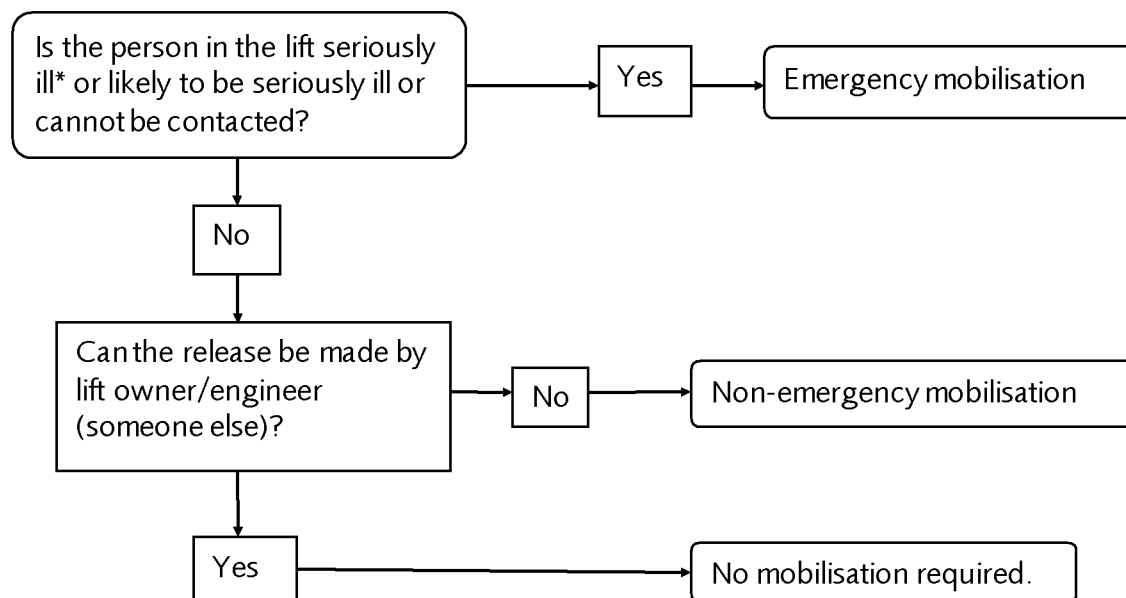 Is the person in the lift seriously
ill* or likely to be seriously ill or
cannot be contacted?
Yes
Emergency mobilisation
No
Can the release be made by
lift owner/engineer
(someone else)?
No
Non-emergency mobilisation
Yes
No mobilisation required.